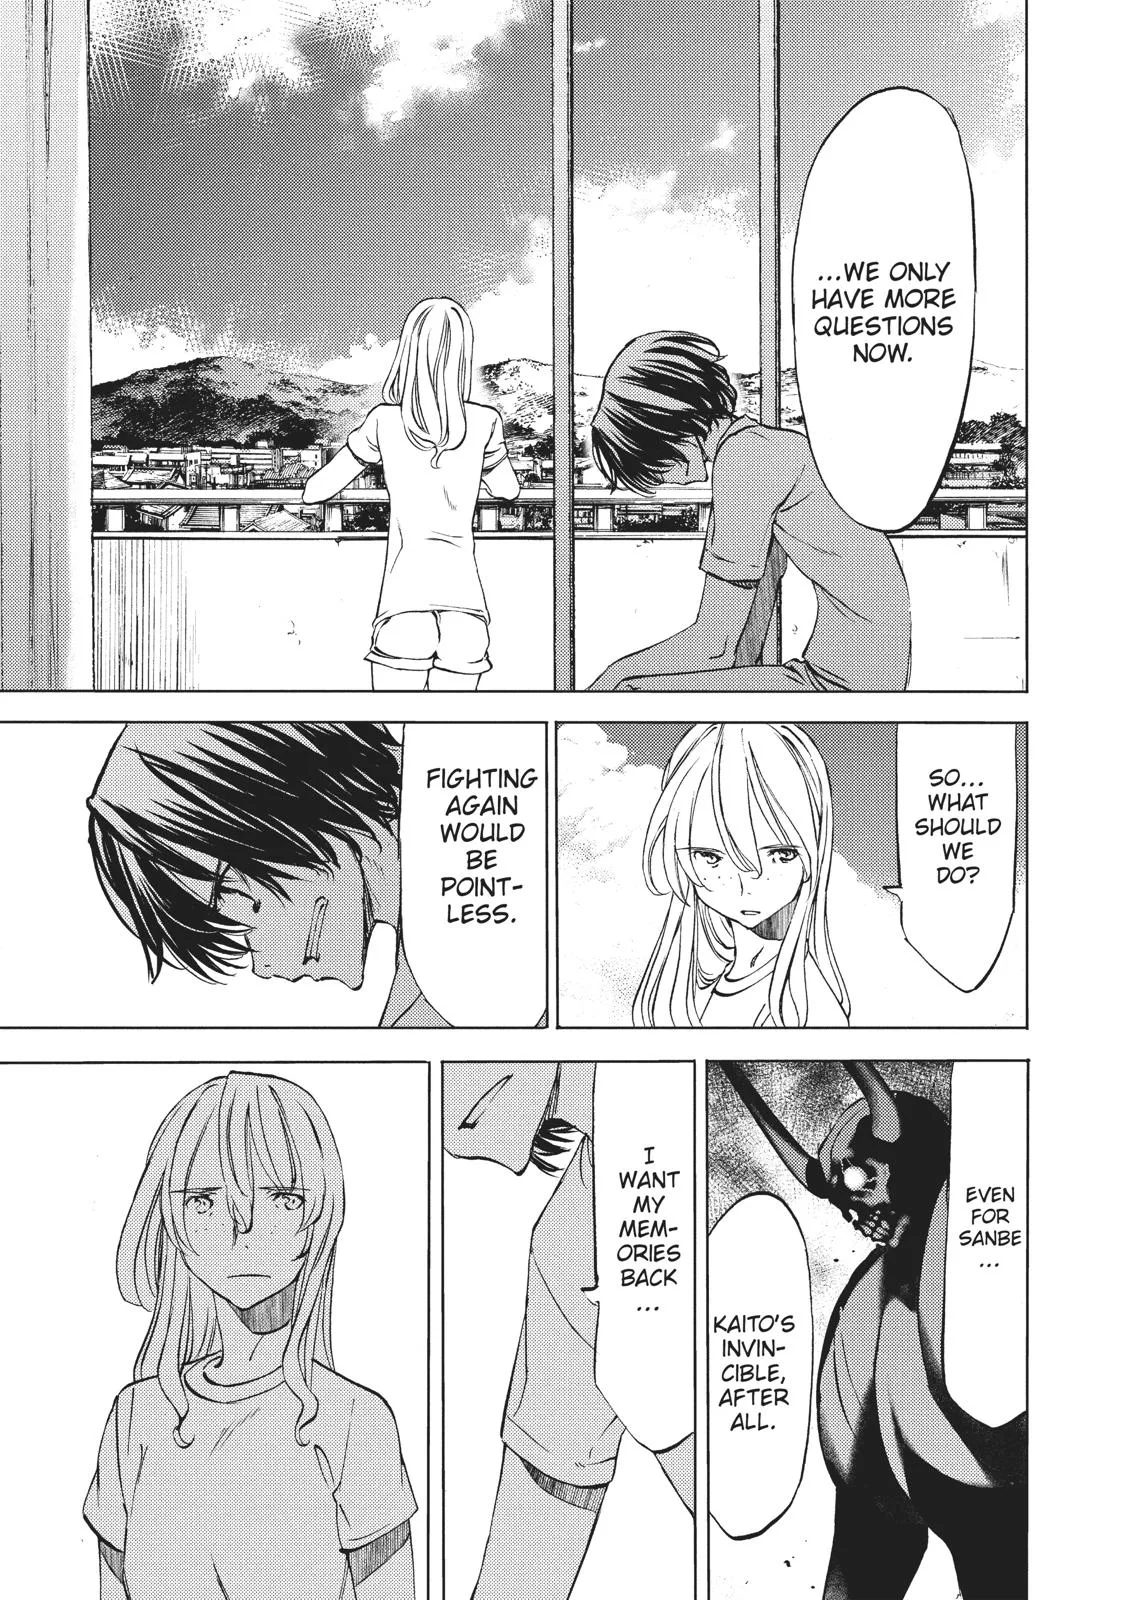 ...WE ONLY
HAVE MORE
QUESTIONS
NOW.
SO...
WHAT
SHOULD
WE
DO?
FIGHTING
AGAIN
WOULD
BE
POINT-
LESS.
EVEN
FOR
SANBE
...
KAITO'S
INVIN-
CIBLE,
AFTER
ALL.
I
WANT
MY
MEM-
ORIES
BACK
...